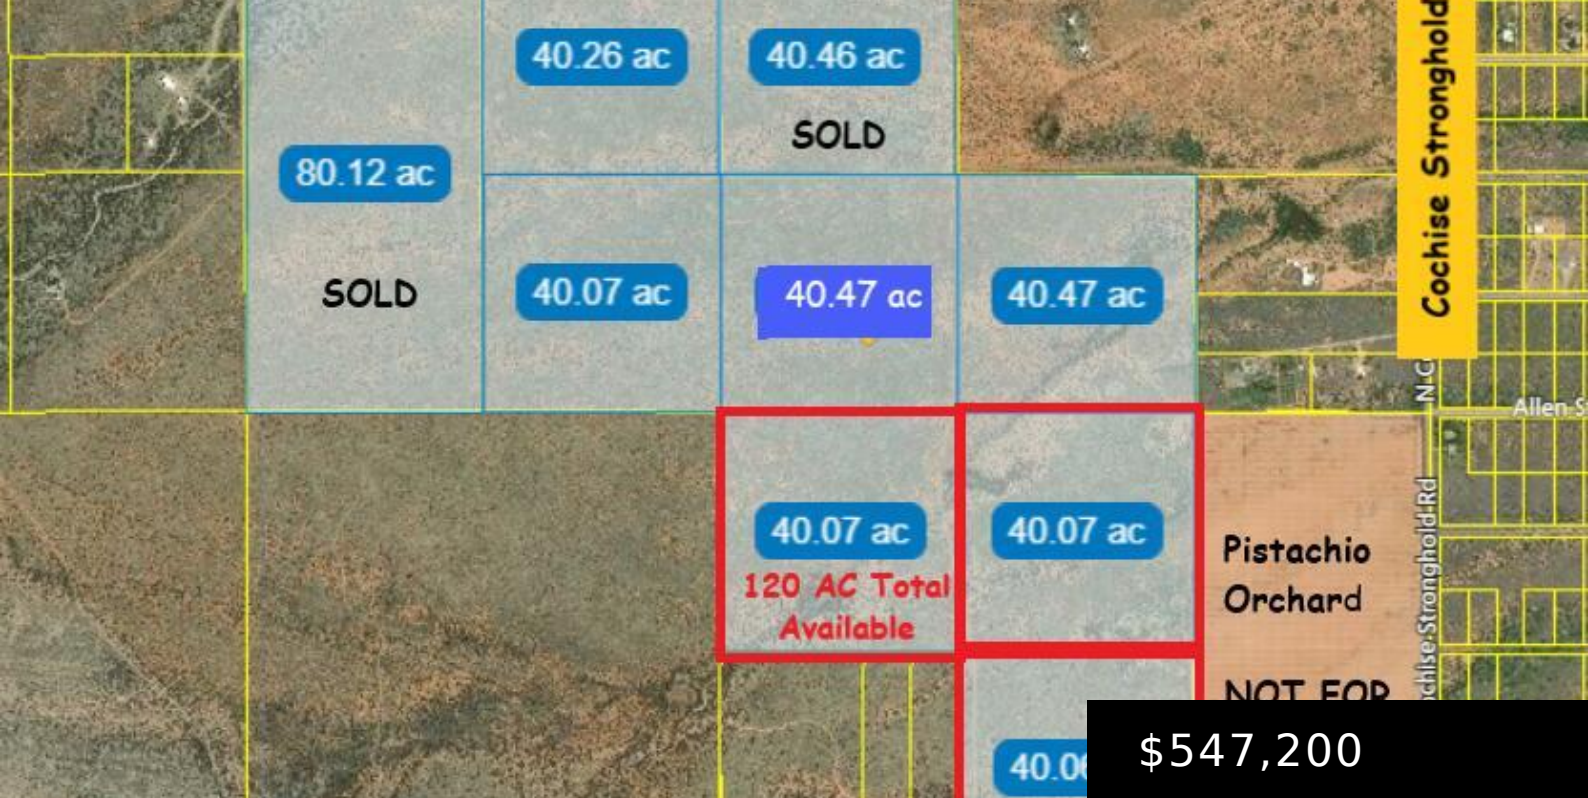 40.26 ac
40.46 ac
SOLD
80.12 ac
SOLD
40.07 ac
40.47 ac
40.47 ac
Cochise Stronghold
Allen
40.07 ac
120 AC Total
Available
40.07 ac
Pistachio
Orchard
Stronghold Rd
NOT FOR
$547,200